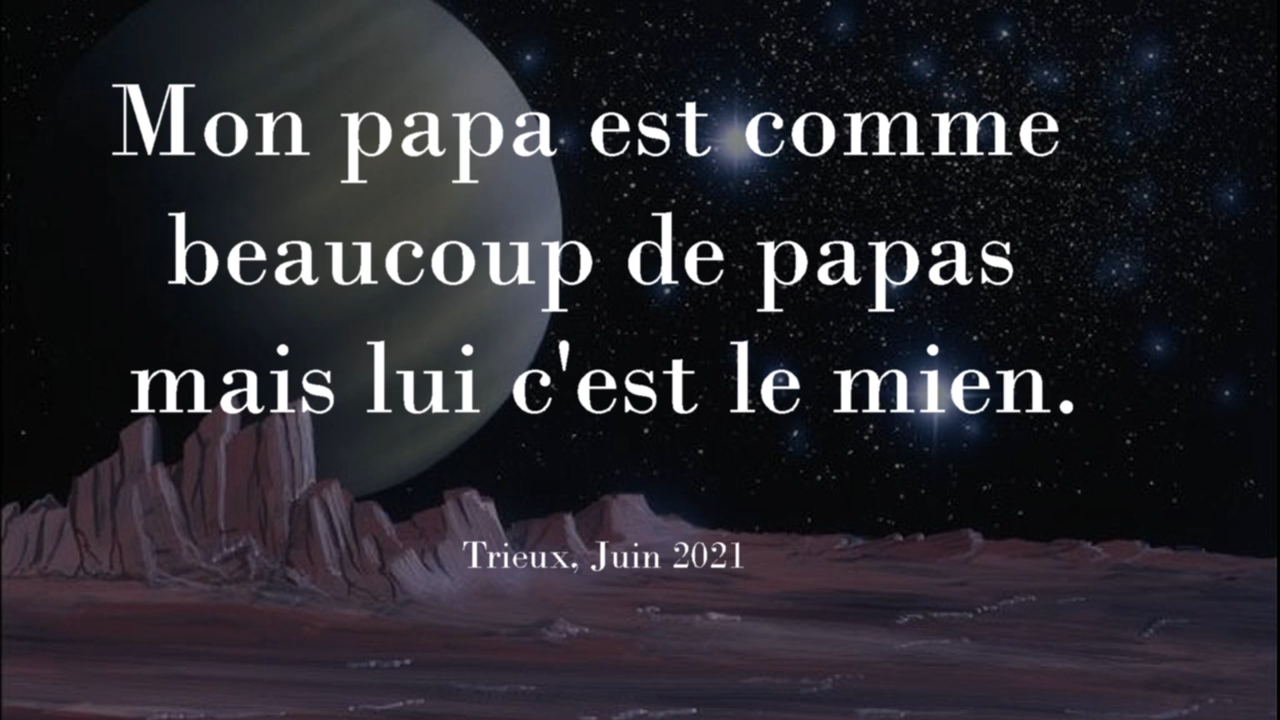 Mon papa est comme
beaucoup de papas
mais lui c'est le mien.
Trieux, Juin 2021